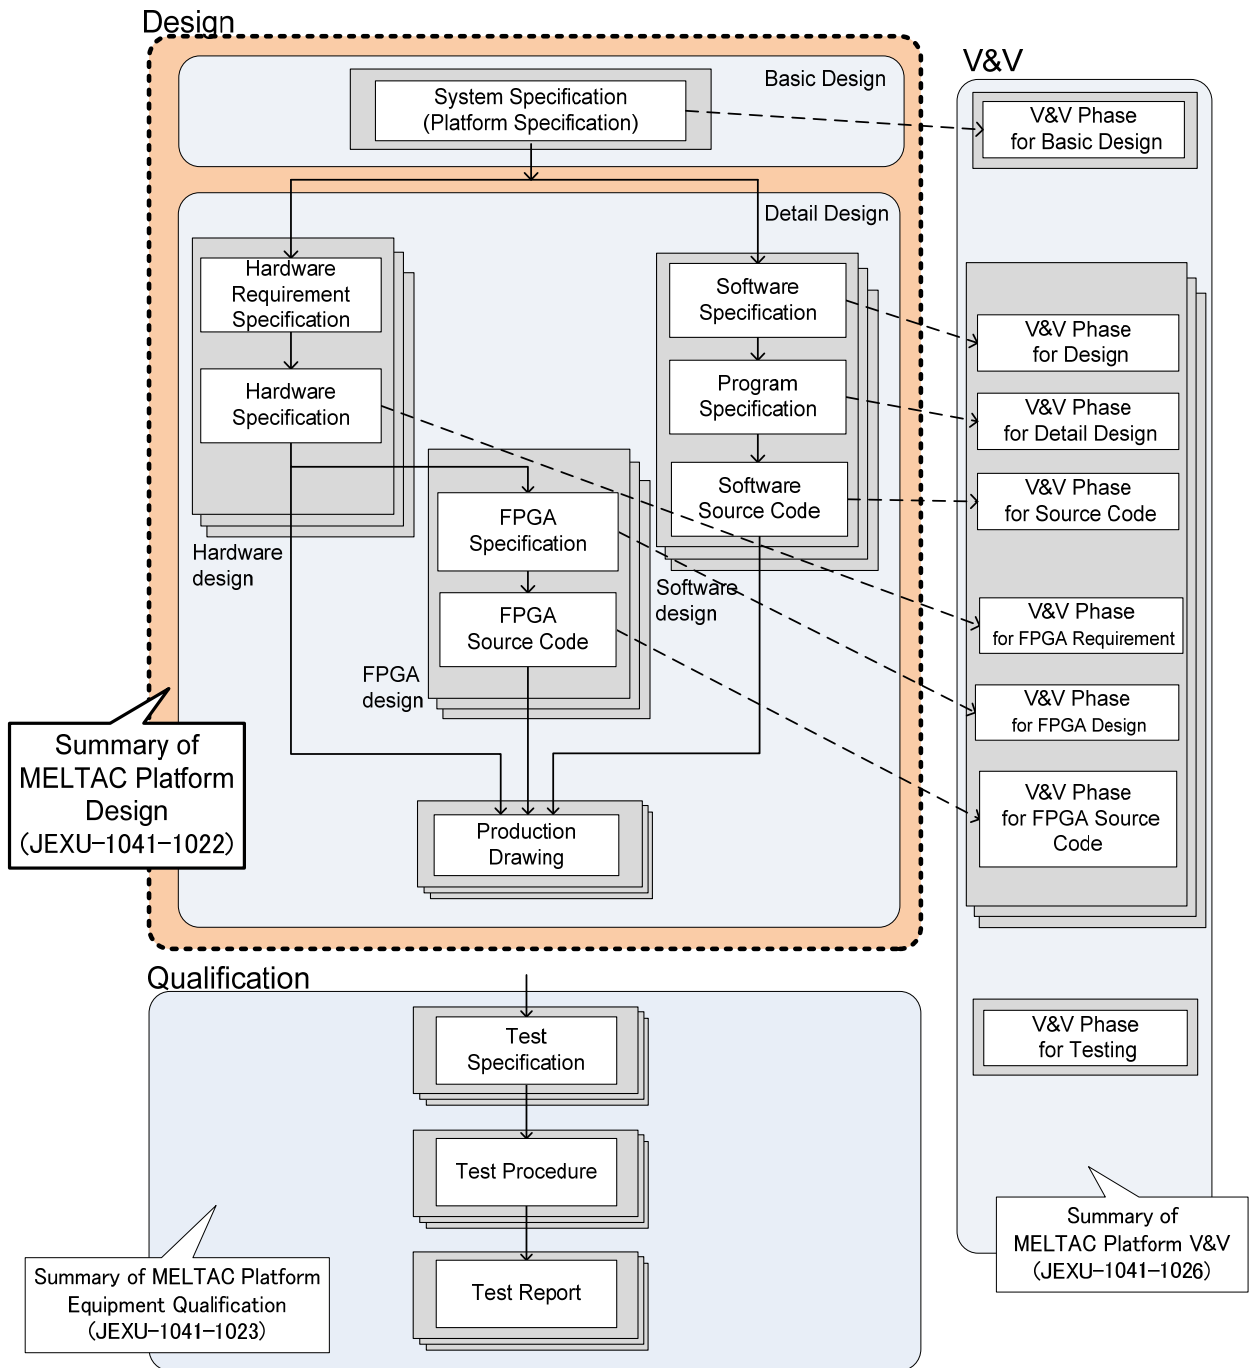 Design
Basic Design
System Specification
(Platform Specification)
V&V
V&V Phase
for Basic Design
Detail Design
Hardware
Requirement
Specification
Hardware
Specification
Hardware
design
Software
Specification
Program
Specification
Software
Source Code
Software
design
FPGA
Specification
FPGA
Source Code
FPGA
design
Production
Drawing
V&V Phase
for Design
V&V Phase
for Detail Design
V&V Phase
for Source Code
V&V Phase
for FPGA Requirement
V&V Phase
for FPGA Design
V&V Phase
for FPGA Source
Code
Summary of
MELTAC Platform
Design
(JEXU-1041-1022)
Qualification
Test
Specification
Test Procedure
Test Report
V&V Phase
for Testing
Summary of MELTAC Platform
Equipment Qualification
(JEXU-1041-1023)
Summary of
MELTAC Platform V&V
(JEXU-1041-1026)